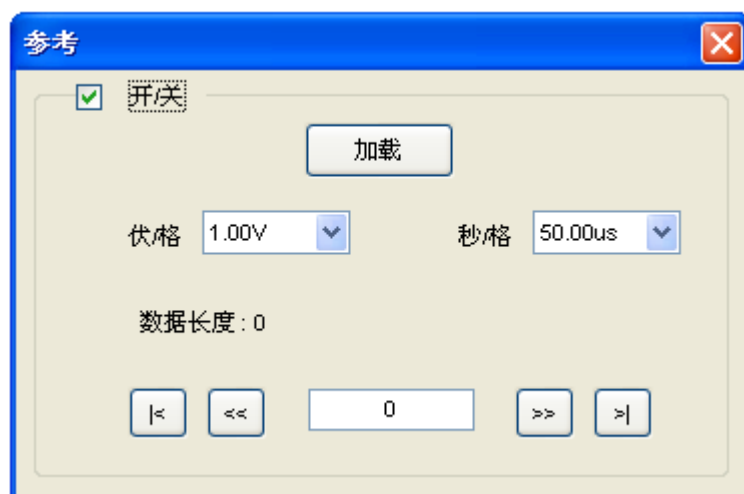 参考
开/关
加载
伏/格 1.00V 秒/格 50.00us
数据长度 : 0
|< << 0 >> >|